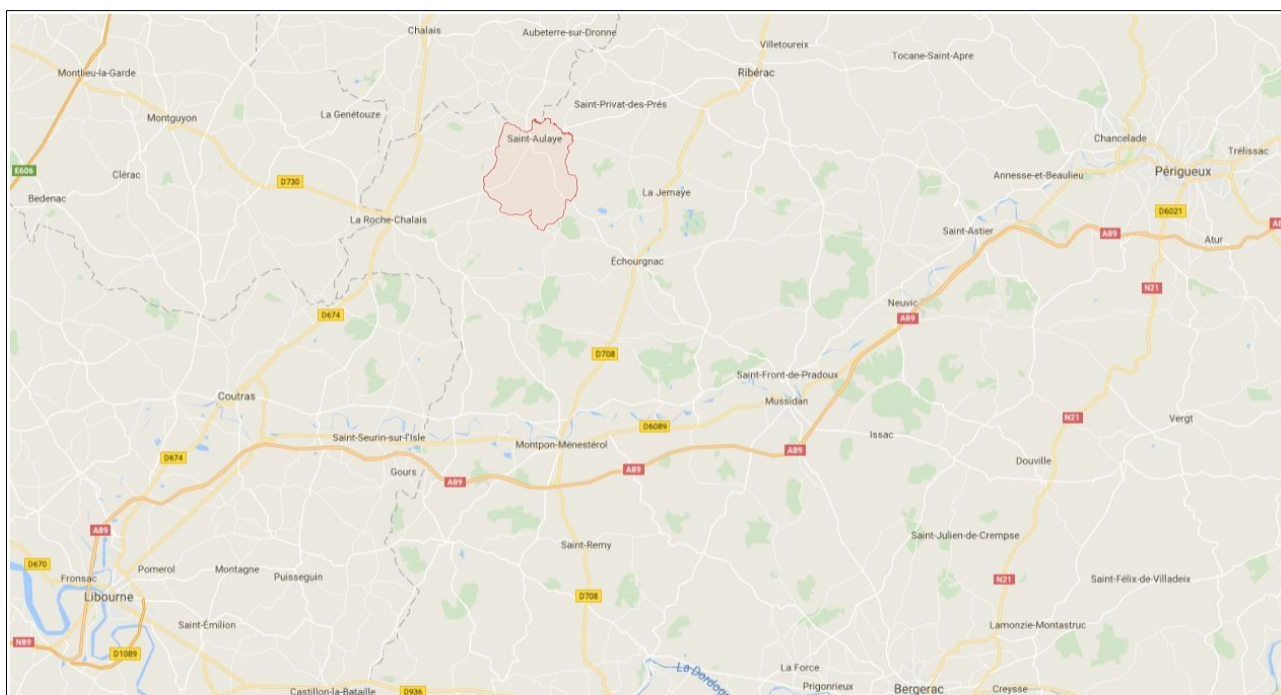 Chalais
Aubeterre-sur-Dronne
Villetoureix
Tocane-Saint-Apre
Montlieu-la-Garde
Ribérac
Saint-Privat-des-Prés
La Genétouze
Montguyon
Saint-Aulaye
Chancelade
Trélissac
E606
Clérac
D730
Annesse-et-Beaulieu
Périgueux
Bedenac
La Jemaye
La Roche-Chalais
D6021
Saint-Astier
A89
Atur
Échourgnac
N21
Neuvic
D674
A89
D708
Saint-Front-de-Pradoux
Coutras
Mussidan
N21
Vergt
Saint-Seurin-sur-l'Isle
D6089
Issac
Montpon-Ménestérol
D674
A89
Gours
A89
A89
Douville
A89
Saint-Remy
Saint-Julien-de-Crempse
D670
Fronsac
Pomerol
Montagne
Puisseguin
N21
Saint-Félix-de-Villadeix
Libourne
D708
Saint-Émilion
Lamonzie-Montastruc
N89
D1089
La Force
Castillon-la-Bataille
D936
Prigonrieux
Bergerac
Creysse